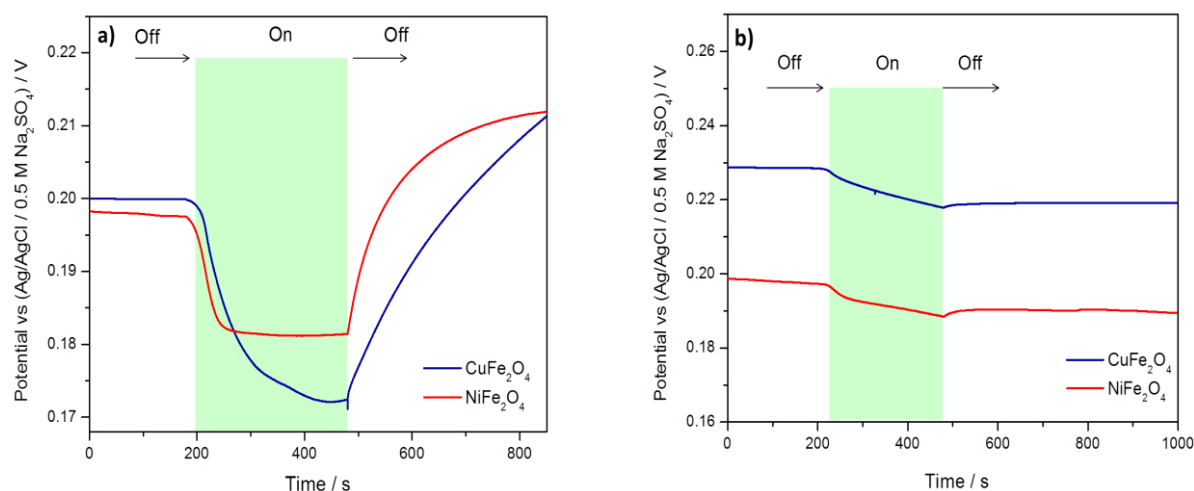 a)
Off
On
Off
0.22
0.21
0.20
0.19
0.18
0.17
Potential vs (Ag/AgCl / 0.5 M Na₂SO₄) / V
CuFe₂O₄
NiFe₂O₄
0
200
400
600
800
Time / s
b)
Off
On
Off
0.26
0.24
0.22
0.20
0.18
0.16
Potential vs (Ag/AgCl / 0.5 M Na₂SO₄) / V
CuFe₂O₄
NiFe₂O₄
0
200
400
600
800
1000
Time / s